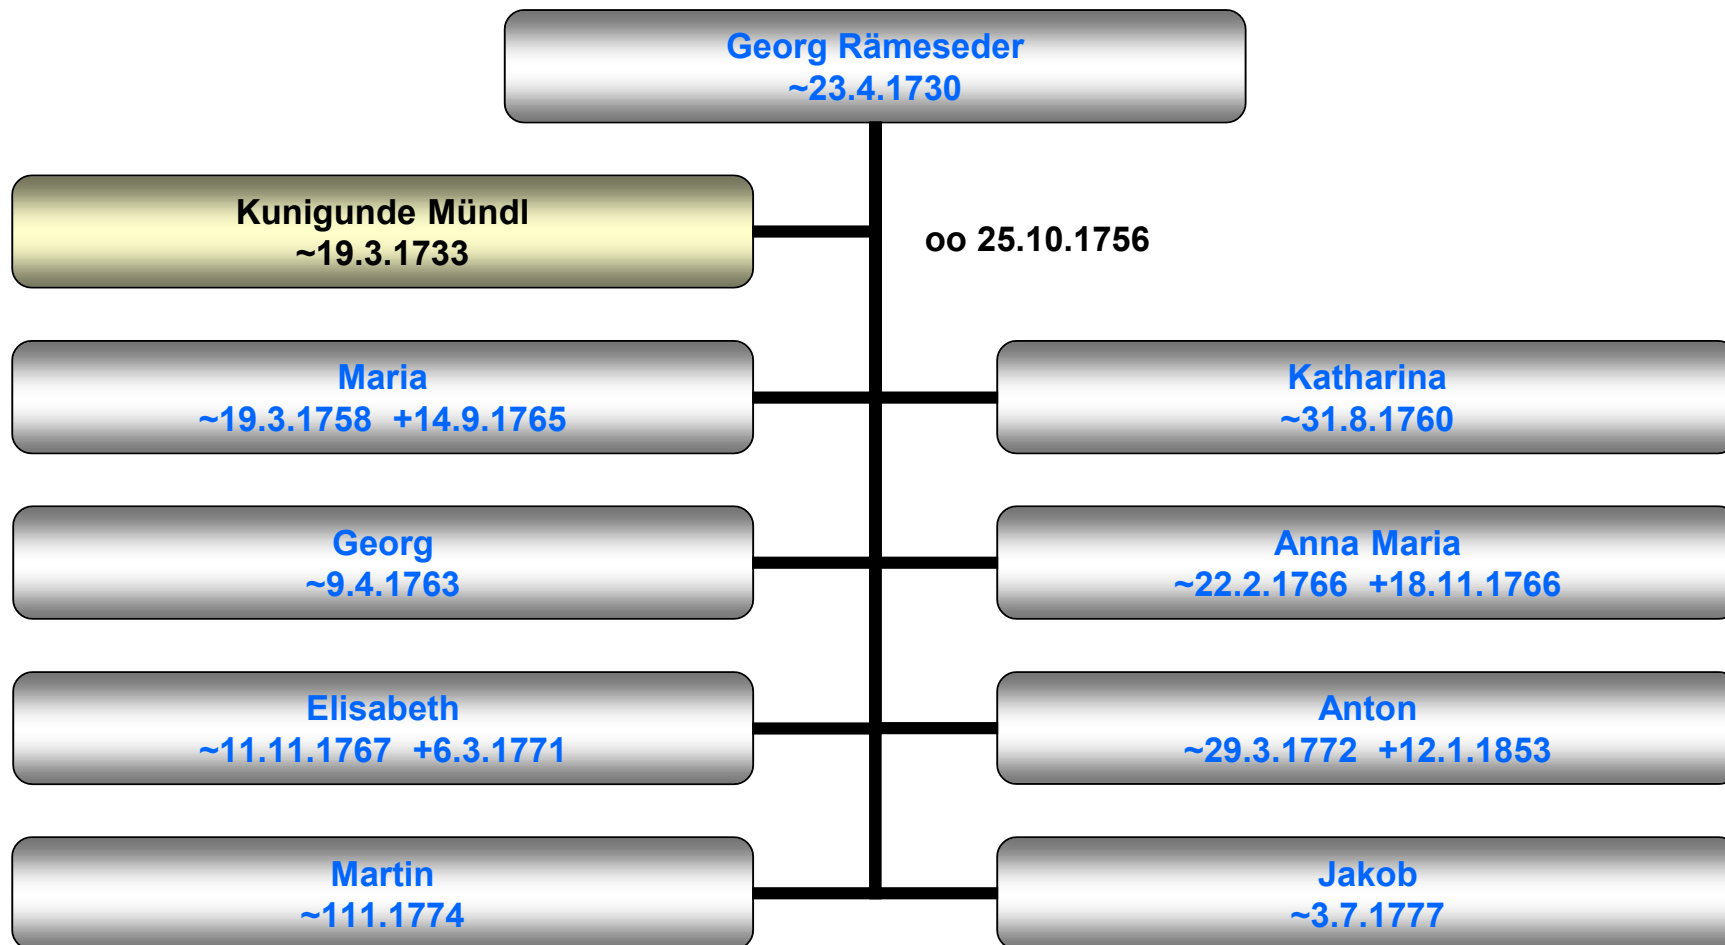 Georg Rämeseder
~23.4.1730
Kunigunde Mündl
~19.3.1733
oo 25.10.1756
Maria
~19.3.1758  +14.9.1765
Katharina
~31.8.1760
Georg
~9.4.1763
Anna Maria
~22.2.1766  +18.11.1766
Elisabeth
~11.11.1767  +6.3.1771
Anton
~29.3.1772  +12.1.1853
Martin
~111.1774
Jakob
~3.7.1777